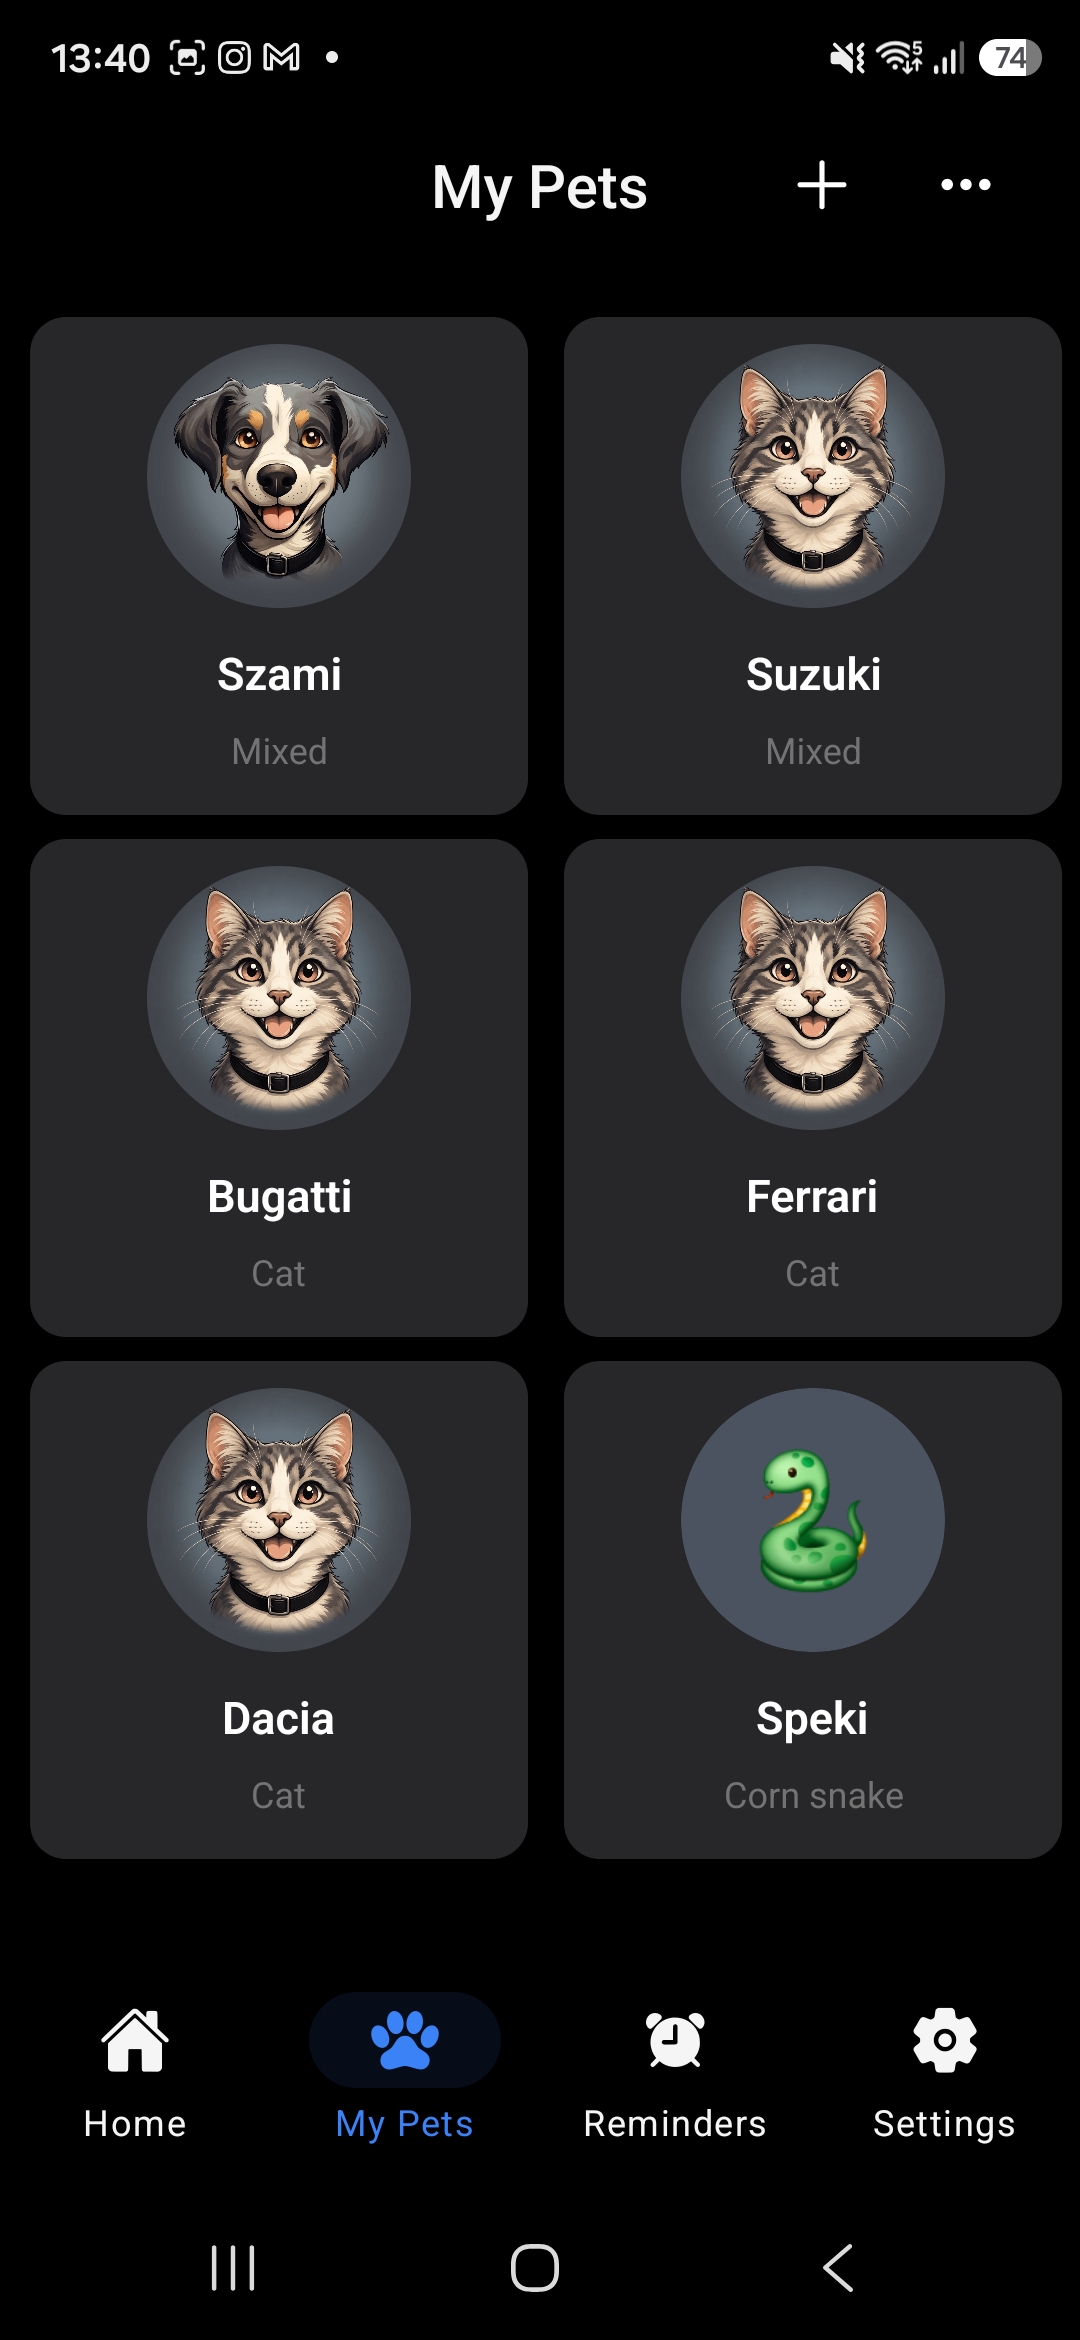 13:40
5
74
My Pets
Szami
Suzuki
Mixed
Mixed
Bugatti
Ferrari
Cat
Cat
Dacia
Speki
Cat
Corn snake
Home
My Pets
Reminders
Settings